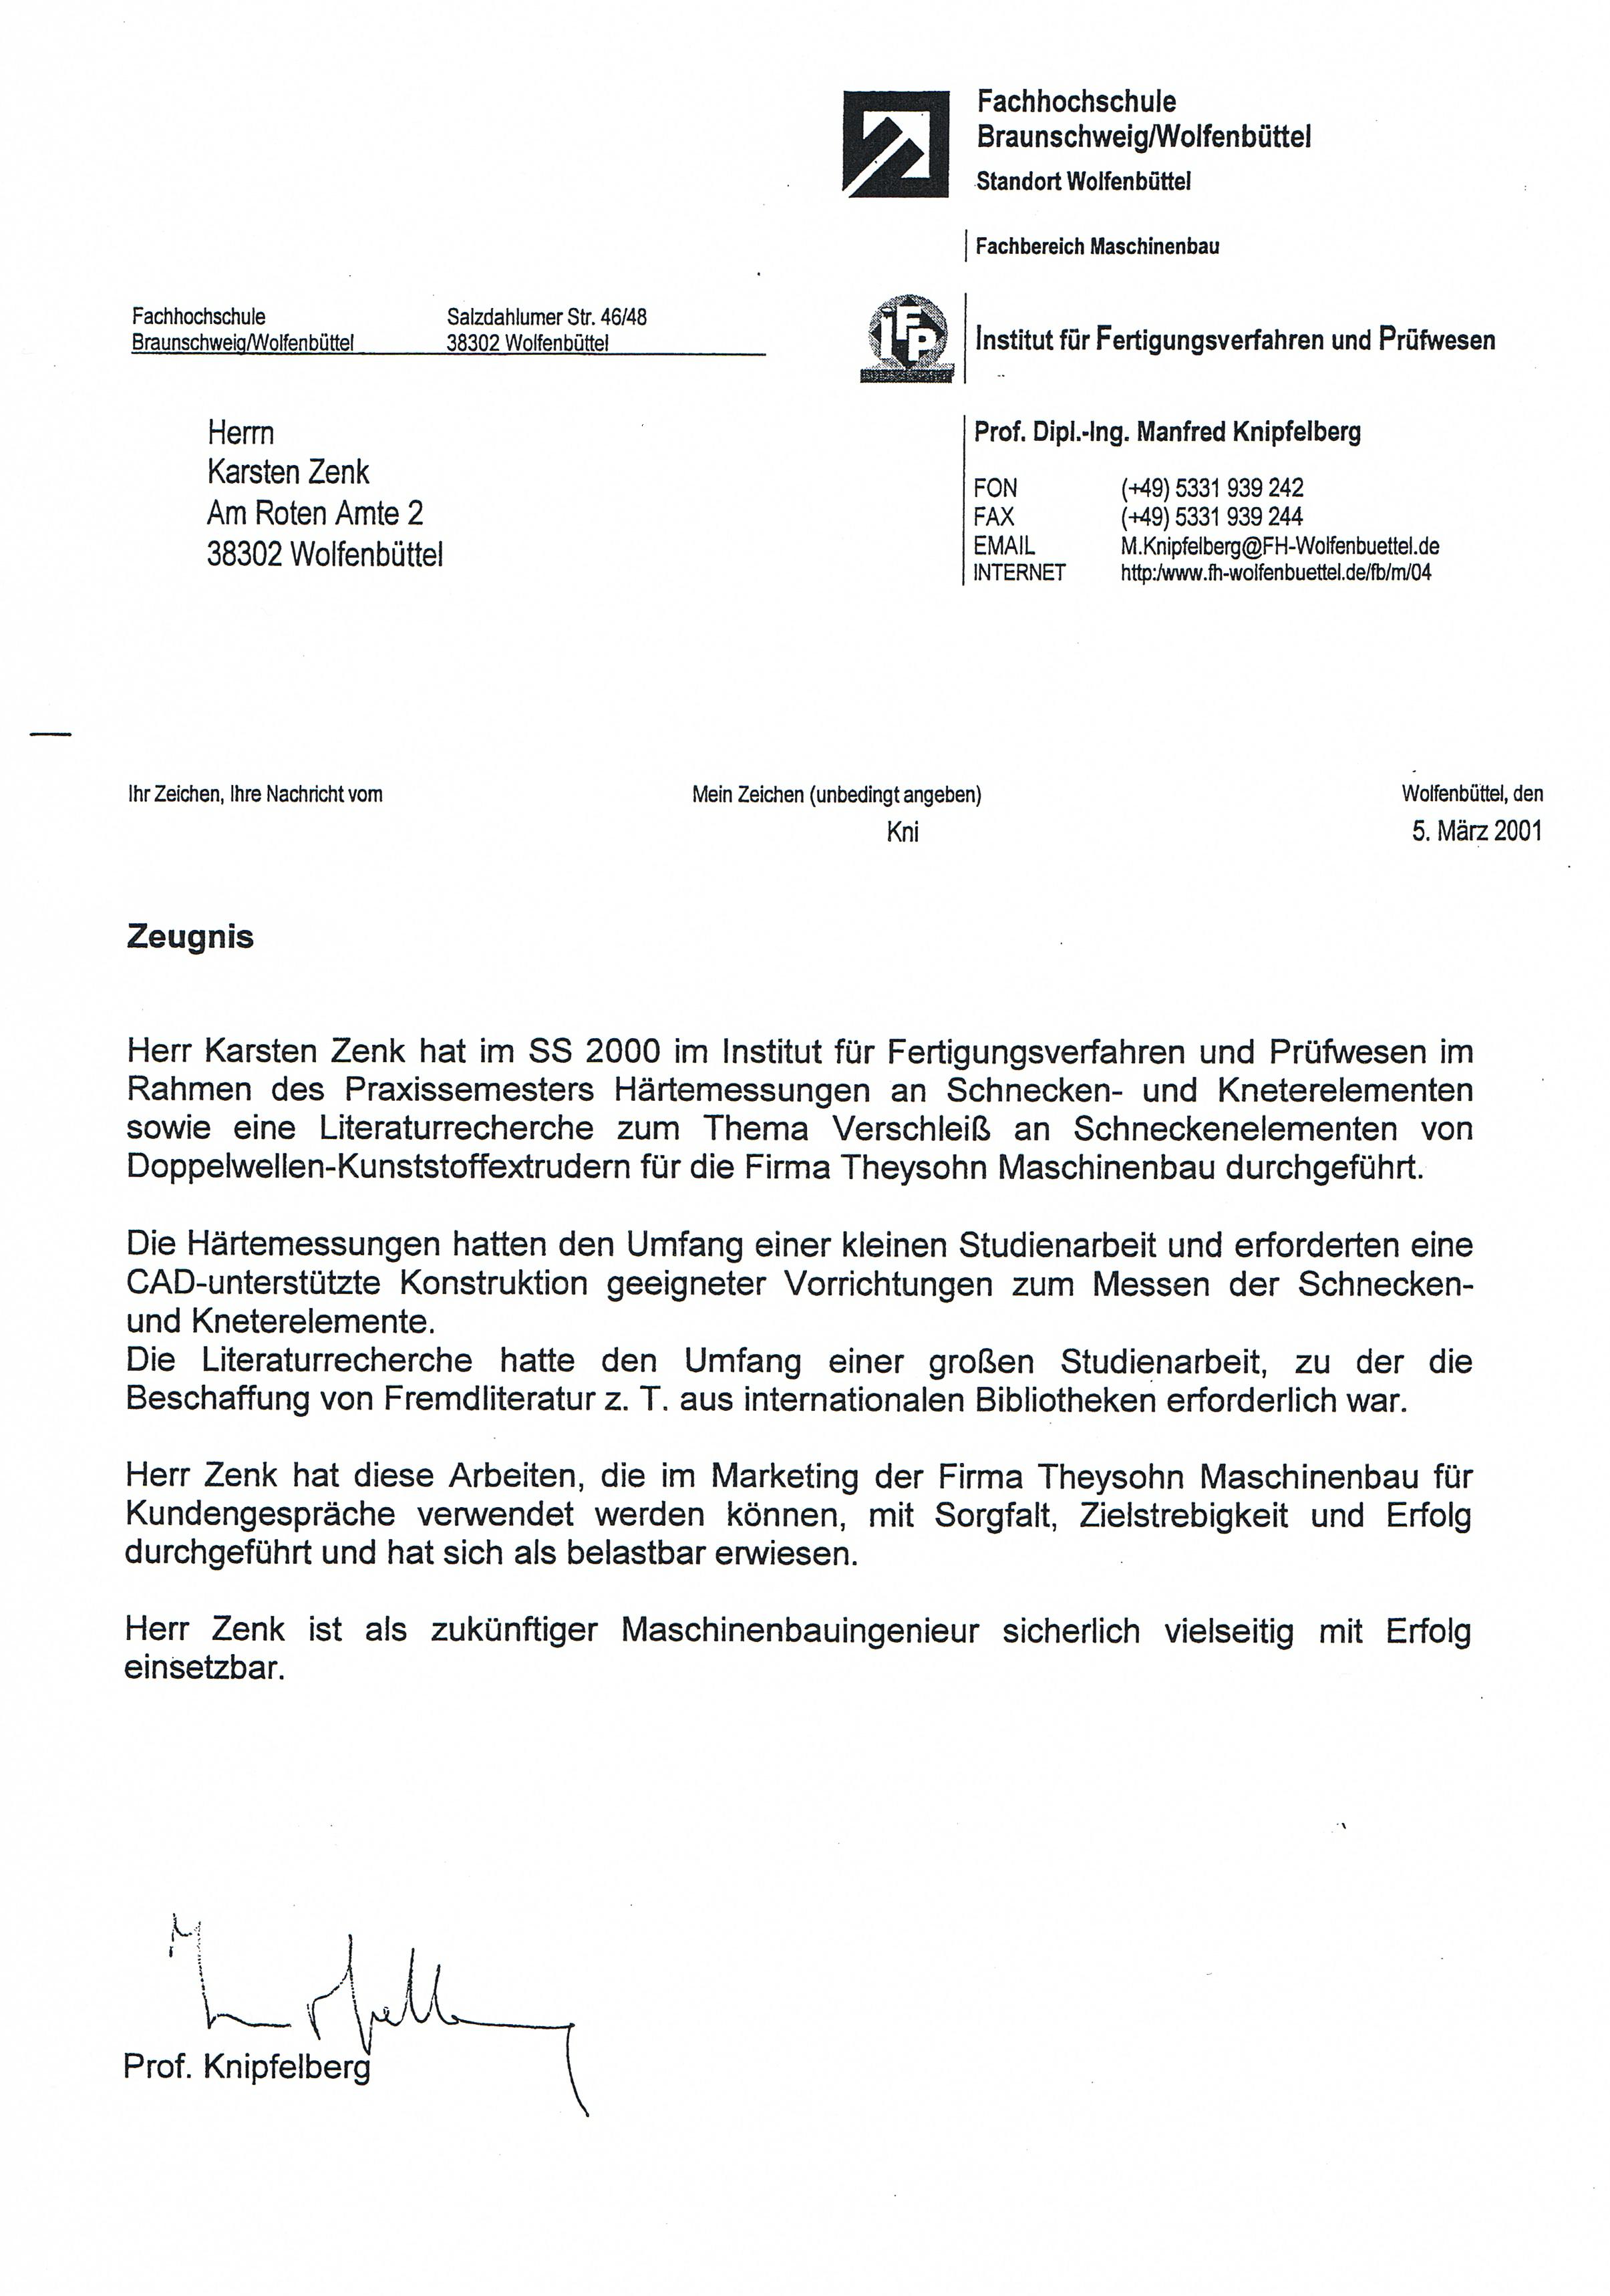 Fachhochschule
Braunschweig/Wolfenbüttel
Standort Wolfenbüttel
Fachbereich Maschinenbau
Fachhochschule Salzdahlumer Str. 46/48
Braunschweig/Wolfenbüttel 38302 Wolfenbüttel
iFP
Institut für Fertigungsverfahren und Prüfwesen
Herrn
Karsten Zenk
Am Roten Amte 2
38302 Wolfenbüttel
Prof. Dipl.-Ing. Manfred Knipfelberg
FON (+49) 5331 939 242
FAX (+49) 5331 939 244
EMAIL M.Knipfelberg@FH-Wolfenbuettel.de
INTERNET http:/www.fh-wolfenbuettel.de/fb/m/04
Ihr Zeichen, Ihre Nachricht vom Mein Zeichen (unbedingt angeben) Wolfenbüttel, den
Kni 5. März 2001
Zeugnis
Herr Karsten Zenk hat im SS 2000 im Institut für Fertigungsverfahren und Prüfwesen im
Rahmen des Praxissemesters Härtemessungen an Schnecken- und Kneterelementen
sowie eine Literaturrecherche zum Thema Verschleiß an Schneckenelementen von
Doppelwellen-Kunststoffextrudern für die Firma Theysohn Maschinenbau durchgeführt.
Die Härtemessungen hatten den Umfang einer kleinen Studienarbeit und erforderten eine
CAD-unterstützte Konstruktion geeigneter Vorrichtungen zum Messen der Schnecken-
und Kneterelemente.
Die Literaturrecherche hatte den Umfang einer großen Studienarbeit, zu der die
Beschaffung von Fremdliteratur z. T. aus internationalen Bibliotheken erforderlich war.
Herr Zenk hat diese Arbeiten, die im Marketing der Firma Theysohn Maschinenbau für
Kundengespräche verwendet werden können, mit Sorgfalt, Zielstrebigkeit und Erfolg
durchgeführt und hat sich als belastbar erwiesen.
Herr Zenk ist als zukünftiger Maschinenbauingenieur sicherlich vielseitig mit Erfolg
einsetzbar.
Prof. Knipfelberg